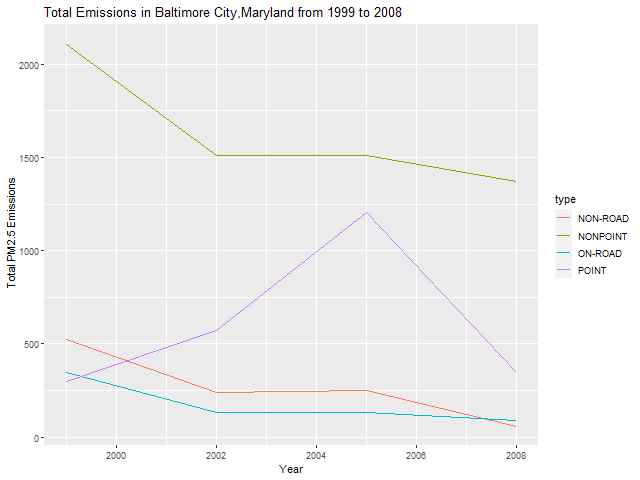 Total Emissions in Baltimore City,Maryland from 1999 to 2008
Total PM2.5 Emissions
2000
1500
1000
500
0
2000
2002
2004
2006
2008
Year
type
NON-ROAD
NONPOINT
ON-ROAD
POINT